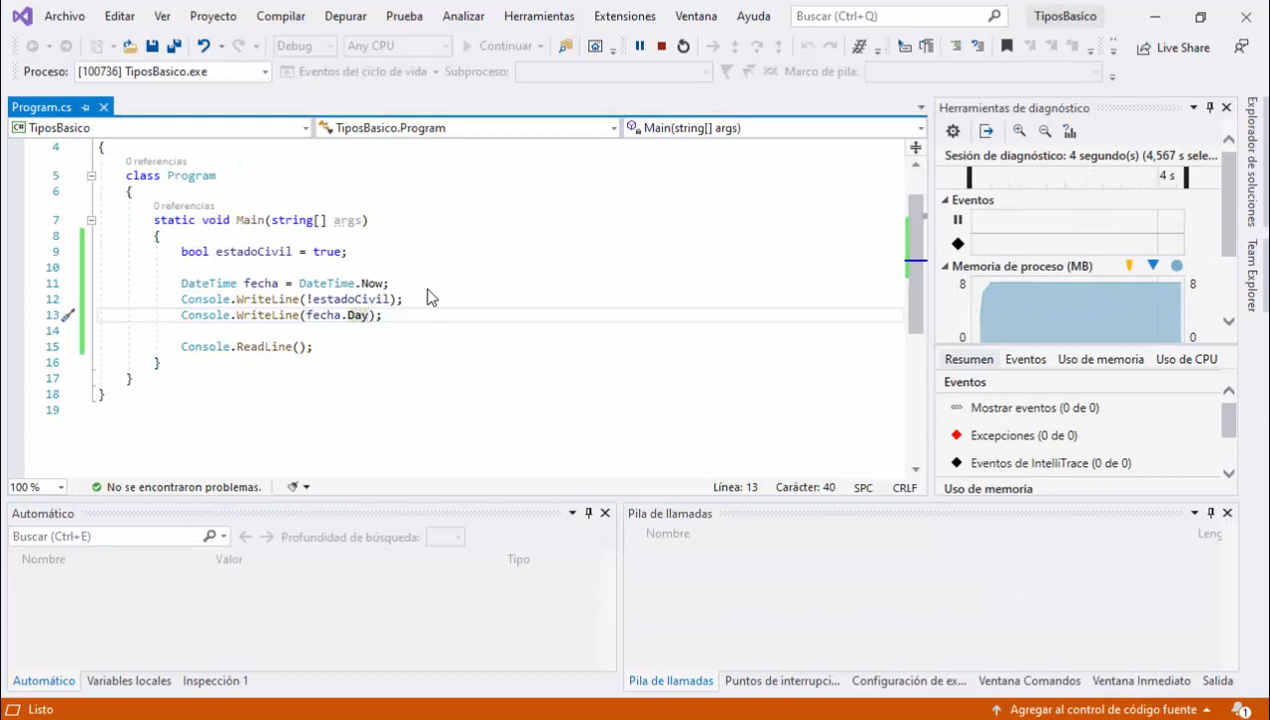 Archivo Editar Ver Proyecto Compilar Depurar Prueba Analizar Herramientas Extensiones Ventana Ayuda Buscar (Ctrl+Q) TiposBasico
Debug Any CPU Continuar Live Share
Proceso: [100736] TiposBasico.exe Eventos del ciclo de vida Subproceso: Marco de pila:
Program.cs
TiposBasico TiposBasico.Program Main(string[] args)
4 {
0 referencias
5 class Program
6 {
0 referencias
7 static void Main(string[] args)
8 {
9 bool estadoCivil = true;
10
11 DateTime fecha = DateTime.Now;
12 Console.WriteLine(!estadoCivil);
13 Console.WriteLine(fecha.Day);
14
15 Console.ReadLine();
16 }
17 }
18 }
19
100 % No se encontraron problemas. Línea: 13 Carácter: 40 SPC CRLF
Herramientas de diagnóstico
Sesión de diagnóstico: 4 segundo(s) (4,567 s sele...
4 s
Eventos
Memoria de proceso (MB)
8 8
0 0
Resumen Eventos Uso de memoria Uso de CPU
Eventos
Mostrar eventos (0 de 0)
Excepciones (0 de 0)
Eventos de IntelliTrace (0 de 0)
Uso de memoria
Explorador de soluciones
Team Explorer
Automático
Buscar (Ctrl+E) Profundidad de búsqueda:
Nombre Valor Tipo
Automático Variables locales Inspección 1
Pila de llamadas
Nombre Leng
Pila de llamadas Puntos de interrupci... Configuración de ex... Ventana Comandos Ventana Inmediato Salida
Listo Agregar al control de código fuente 1